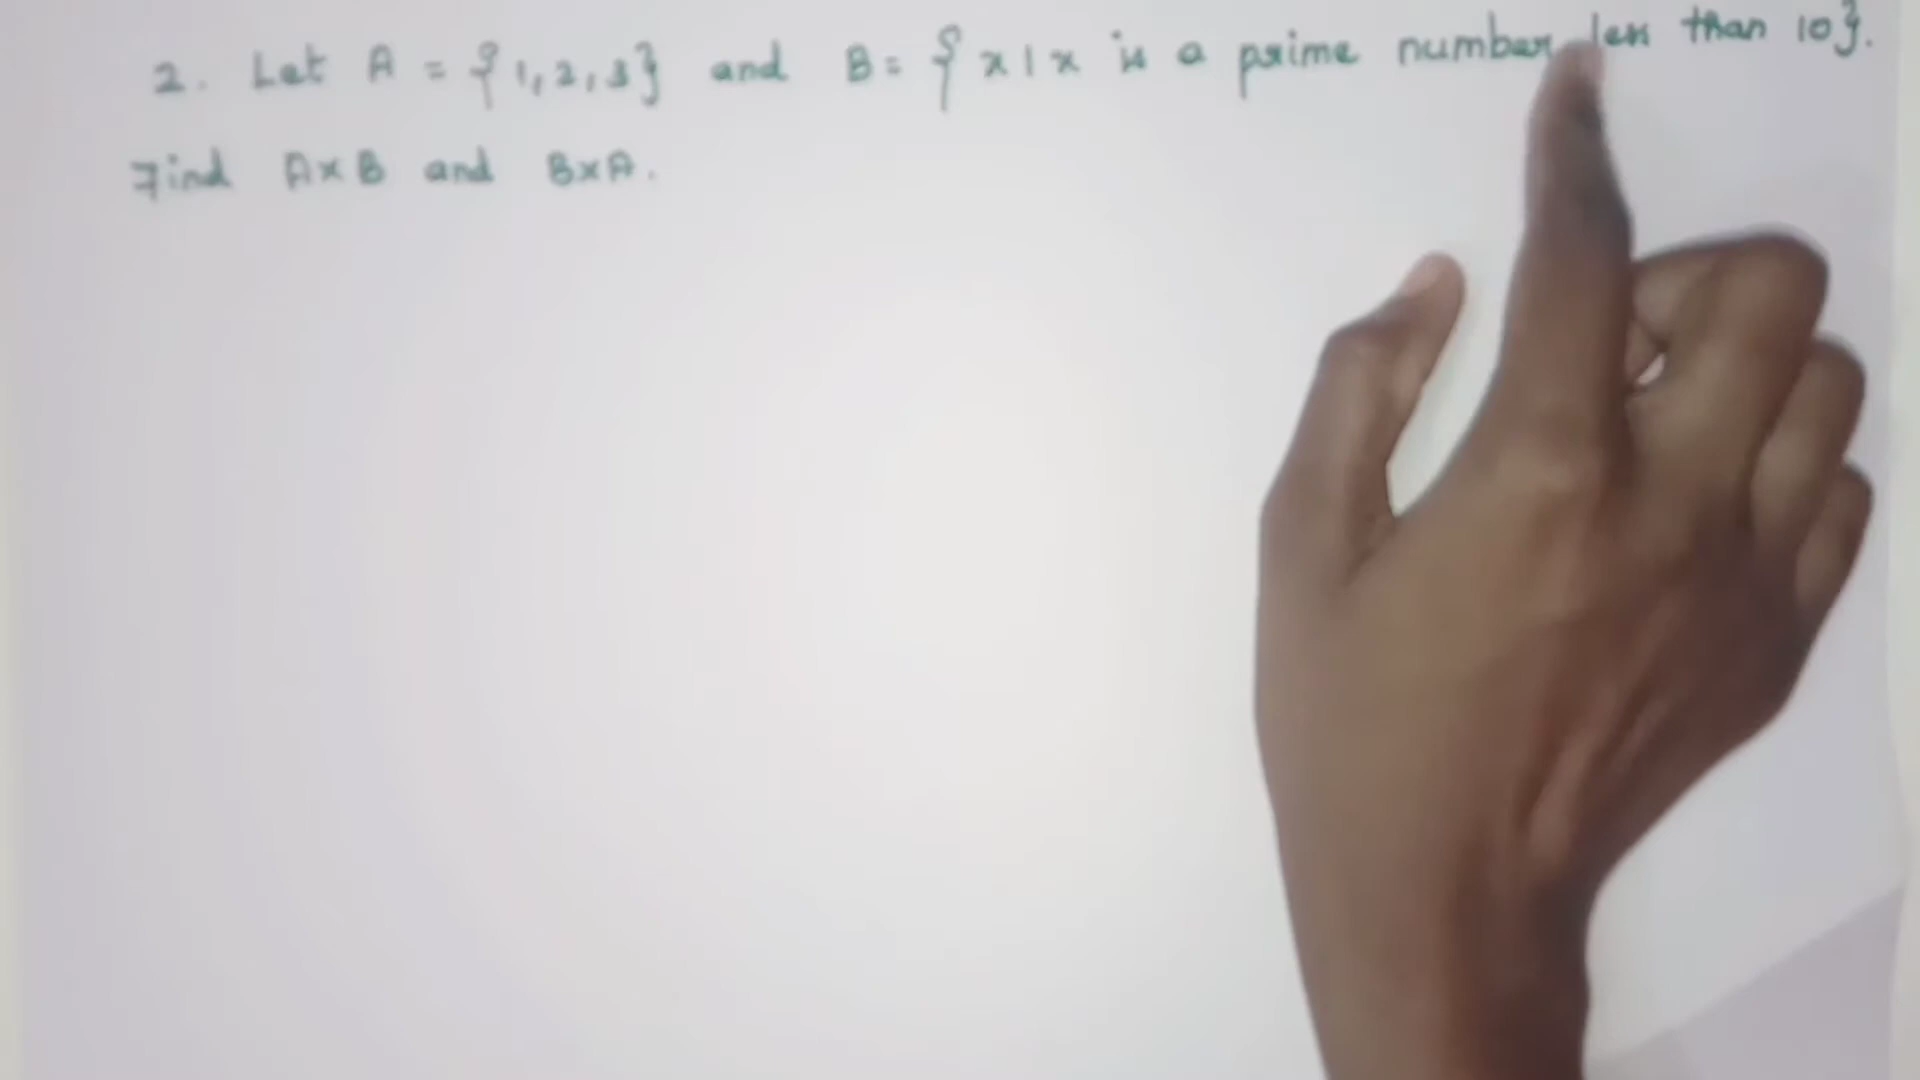 2. Let A = {1, 2, 3} and B = {x | x is a prime number less than 10}.
Find A×B and B×A.